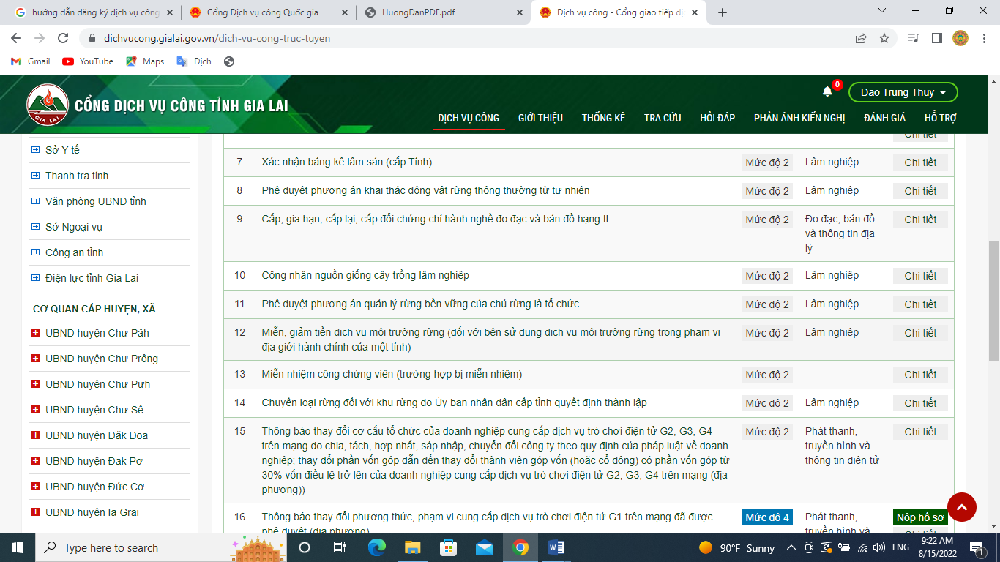 hướng dẫn đăng ký dịch vụ công
Cổng Dịch vụ công Quốc gia
HuongDanPDF.pdf
Dịch vụ công - Cổng giao tiếp
dichvucong.gialai.gov.vn/dich-vu-cong-truc-tuyen
Gmail YouTube Maps Dịch
GIA LAI
CỔNG DỊCH VỤ CÔNG TỈNH GIA LAI
0
Dao Trung Thuy
DỊCH VỤ CÔNG GIỚI THIỆU THỐNG KÊ TRA CỨU HỎI ĐÁP PHẢN ÁNH KIẾN NGHỊ ĐÁNH GIÁ HỖ TRỢ
Sở Y tế
Thanh tra tỉnh
Văn phòng UBND tỉnh
Sở Ngoại vụ
Công an tỉnh
Điện lực tỉnh Gia Lai
CƠ QUAN CẤP HUYỆN, XÃ
UBND huyện Chư Păh
UBND huyện Chư Prông
UBND huyện Chư Pưh
UBND huyện Chư Sê
UBND huyện Đăk Đoa
UBND huyện Đak Pơ
UBND huyện Đức Cơ
UBND huyện Ia Grai
Chi tiết
7 Xác nhận bảng kê lâm sản (cấp Tỉnh) Mức độ 2 Lâm nghiệp Chi tiết
8 Phê duyệt phương án khai thác động vật rừng thông thường từ tự nhiên Mức độ 2 Lâm nghiệp Chi tiết
9 Cấp, gia hạn, cấp lại, cấp đổi chứng chỉ hành nghề đo đạc và bản đồ hạng II Mức độ 2 Đo đạc, bản đồ Chi tiết
và thông tin địa
lý
10 Công nhận nguồn giống cây trồng lâm nghiệp Mức độ 2 Lâm nghiệp Chi tiết
11 Phê duyệt phương án quản lý rừng bền vững của chủ rừng là tổ chức Mức độ 2 Lâm nghiệp Chi tiết
12 Miễn, giảm tiền dịch vụ môi trường rừng (đối với bên sử dụng dịch vụ môi trường rừng trong phạm vi Mức độ 2 Lâm nghiệp Chi tiết
địa giới hành chính của một tỉnh)
13 Miễn nhiệm công chứng viên (trường hợp bị miễn nhiệm) Mức độ 2 Chi tiết
14 Chuyển loại rừng đối với khu rừng do Ủy ban nhân dân cấp tỉnh quyết định thành lập Mức độ 2 Lâm nghiệp Chi tiết
15 Thông báo thay đổi cơ cấu tổ chức của doanh nghiệp cung cấp dịch vụ trò chơi điện tử G2, G3, G4 Mức độ 2 Phát thanh, Chi tiết
trên mạng do chia, tách, hợp nhất, sáp nhập, chuyển đổi công ty theo quy định của pháp luật về doanh truyền hình và
nghiệp; thay đổi phần vốn góp dẫn đến thay đổi thành viên góp vốn (hoặc cổ đông) có phần vốn góp từ thông tin điện tử
30% vốn điều lệ trở lên của doanh nghiệp cung cấp dịch vụ trò chơi điện tử G2, G3, G4 trên mạng (địa
phương))
16 Thông báo thay đổi phương thức, phạm vi cung cấp dịch vụ trò chơi điện tử G1 trên mạng đã được Mức độ 4 Phát thanh, Nộp hồ sơ
phê duyệt (địa phương) truyền hình và Chi tiết
Type here to search
90°F Sunny
ENG
9:22 AM
8/15/2022
1